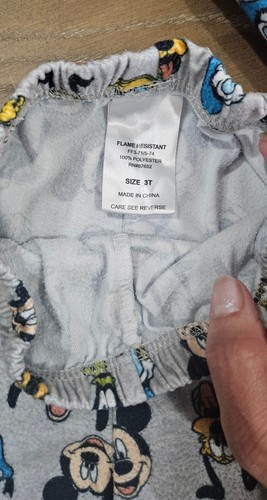 FLAME RESISTANT
100% POLYESTER
SIZE 3T
MADE IN CHINA
CARE SEE REVERSE